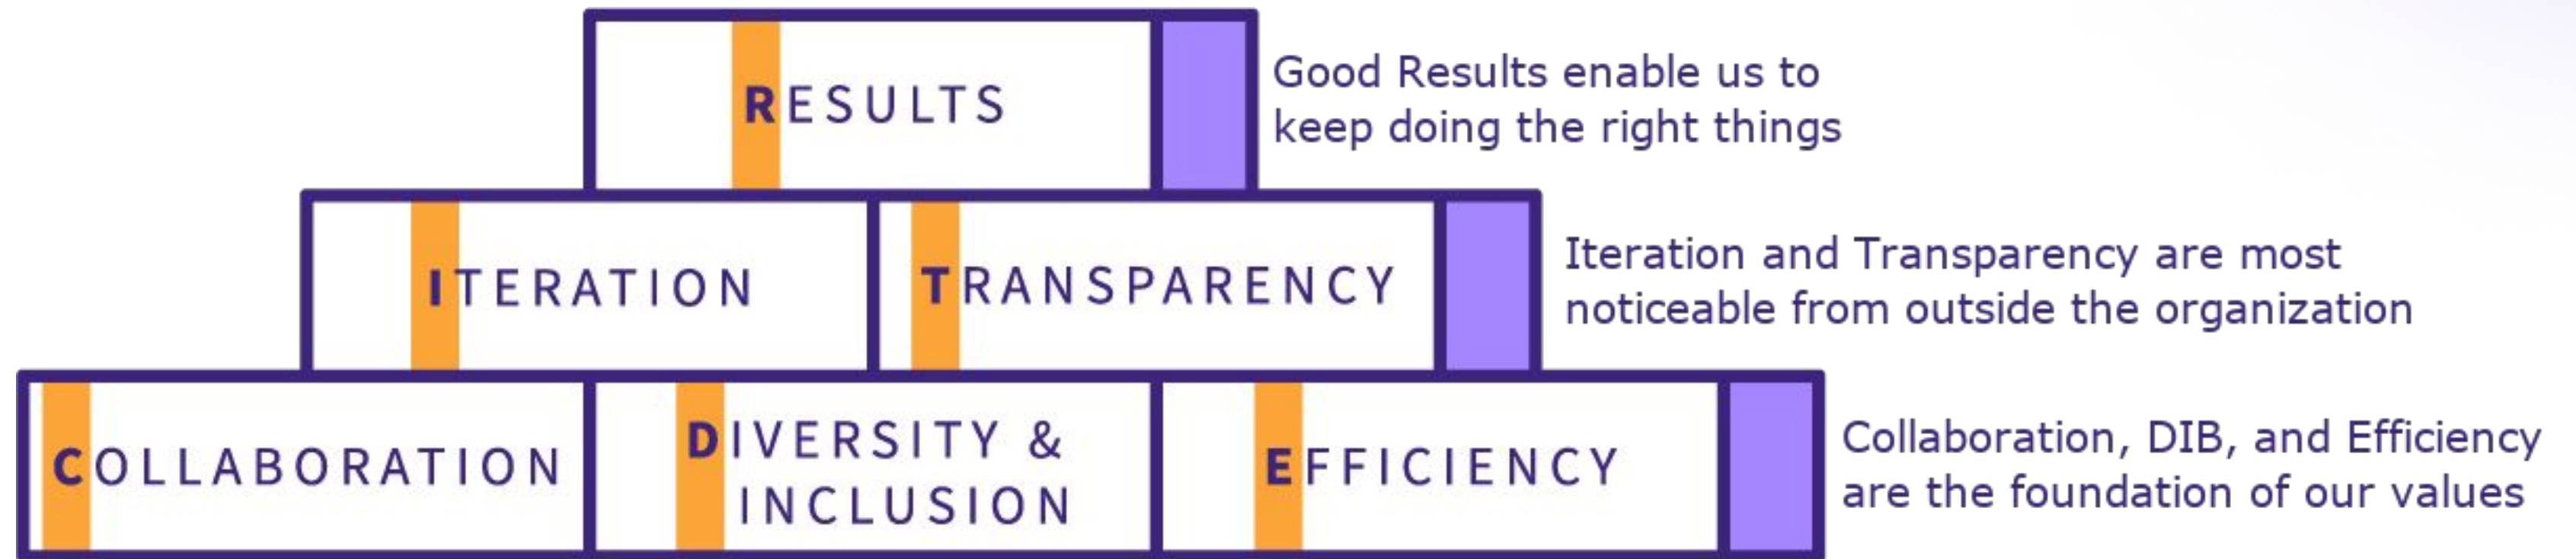 RESULTS
Good Results enable us to
keep doing the right things
ITERATION
TRANSPARENCY
Iteration and Transparency are most
noticeable from outside the organization
COLLABORATION
DIVERSITY &
INCLUSION
EFFICIENCY
Collaboration, DIB, and Efficiency
are the foundation of our values